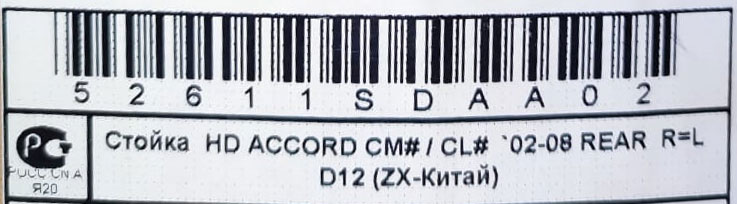 52611SDAA02
Стойка HD ACCORD CM# / CL# `02-08 REAR R=L
D12 (ZX-Китай)
РСТ
РОСС CN.A
Я20